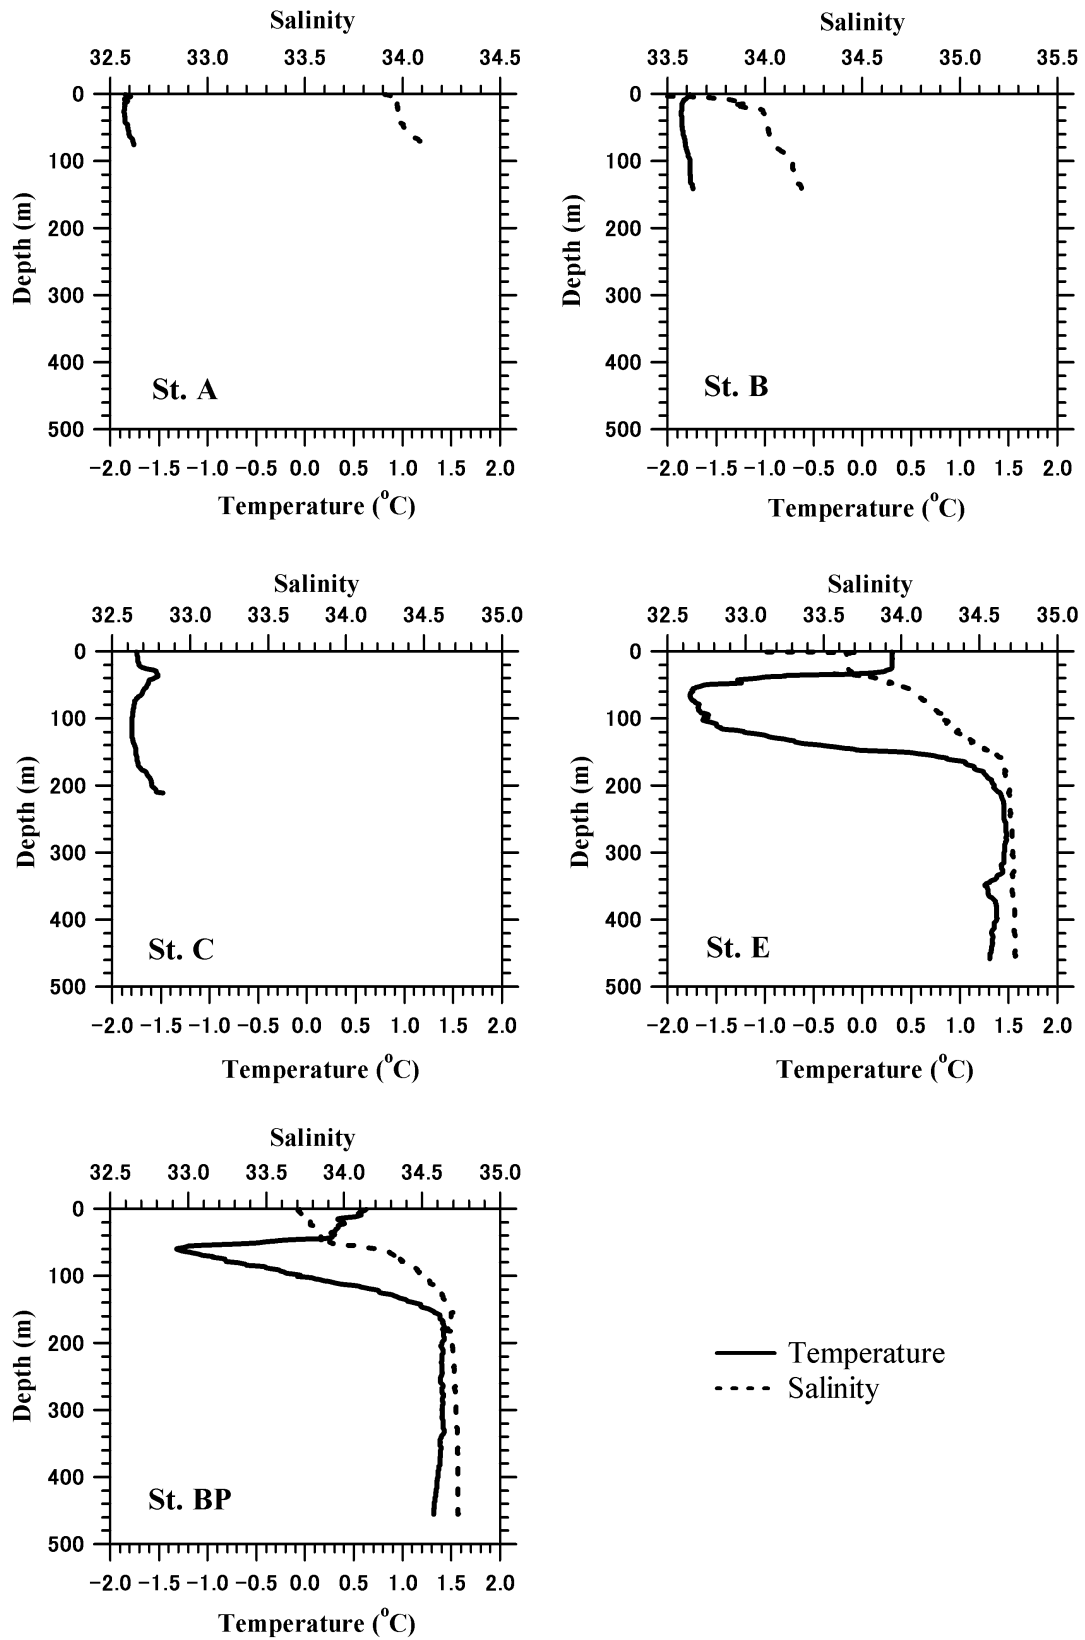 Salinity
32.5 33.0 33.5 34.0 34.5
0
100
200
300
400
500
Depth (m)
St. A
−2.0 −1.5 −1.0 −0.5 0.0 0.5 1.0 1.5 2.0
Temperature (°C)
Salinity
33.5 34.0 34.5 35.0 35.5
0
100
200
300
400
500
Depth (m)
St. B
−2.0 −1.5 −1.0 −0.5 0.0 0.5 1.0 1.5 2.0
Temperature (°C)
Salinity
32.5 33.0 33.5 34.0 34.5 35.0
0
100
200
300
400
500
Depth (m)
St. C
−2.0 −1.5 −1.0 −0.5 0.0 0.5 1.0 1.5 2.0
Temperature (°C)
Salinity
32.5 33.0 33.5 34.0 34.5 35.0
0
100
200
300
400
500
Depth (m)
St. E
−2.0 −1.5 −1.0 −0.5 0.0 0.5 1.0 1.5 2.0
Temperature (°C)
Salinity
32.5 33.0 33.5 34.0 34.5 35.0
0
100
200
300
400
500
Depth (m)
St. BP
−2.0 −1.5 −1.0 −0.5 0.0 0.5 1.0 1.5 2.0
Temperature (°C)
Temperature
Salinity